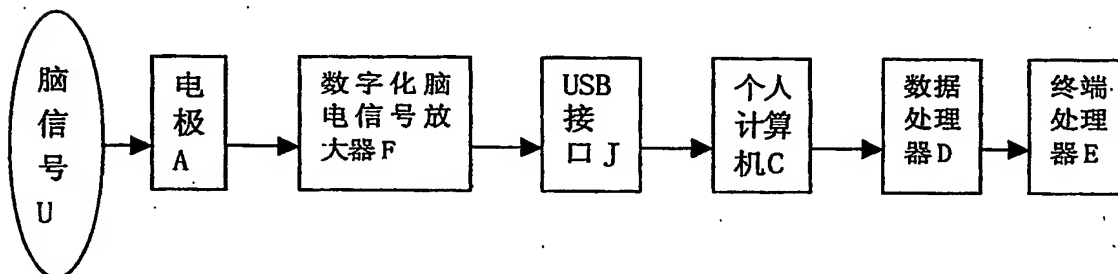 脑
信
号
U
电
极
A
数字化脑
电信号放
大器F
USB
接
口 J
个人
计算
机C
数据
处理
器D
终端
处理
器E